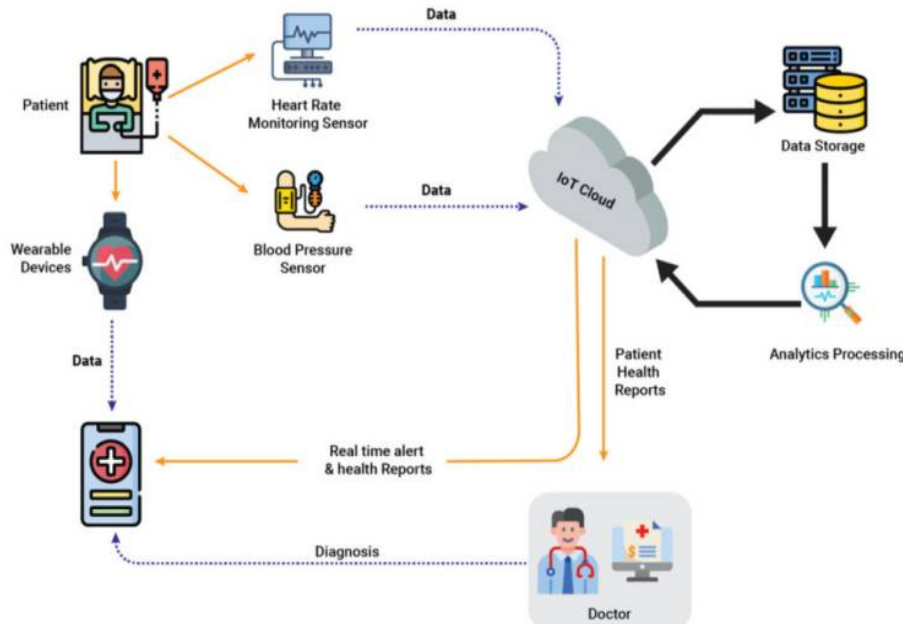 Data
Patient
Heart Rate
Monitoring Sensor
Data Storage
IoT Cloud
Data
Wearable
Devices
Blood Pressure
Sensor
Data
Patient
Health
Reports
Analytics Processing
Real time alert
& health Reports
Diagnosis
Doctor